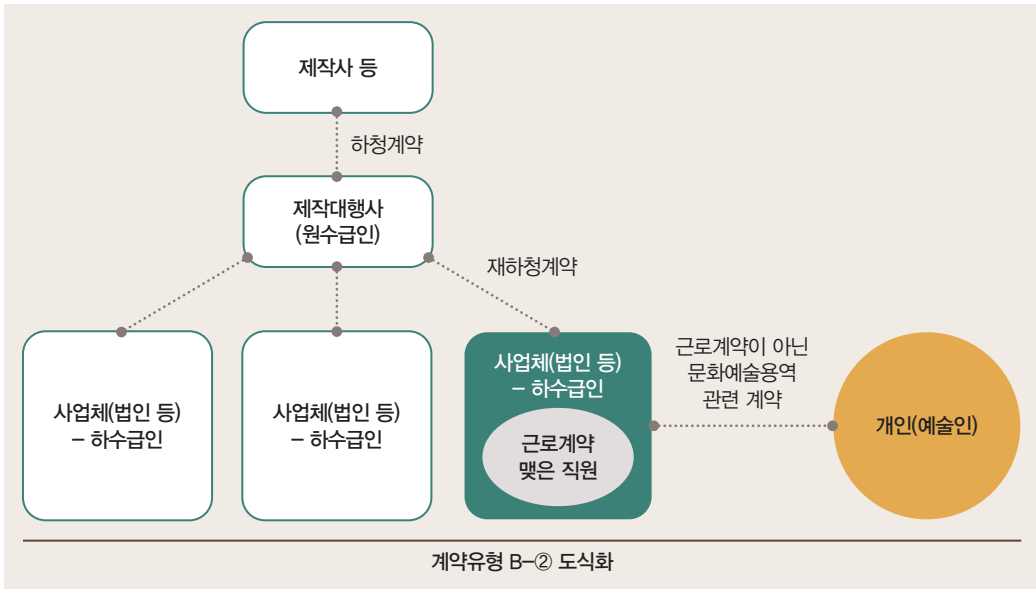 제작사 등
하청계약
제작대행사
(원수급인)
재하청계약
사업체(법인 등)
– 하수급인
사업체(법인 등)
– 하수급인
사업체(법인 등)
– 하수급인
근로계약
맺은 직원
근로계약이 아닌
문화예술용역
관련 계약
개인(예술인)
계약유형 B–② 도식화